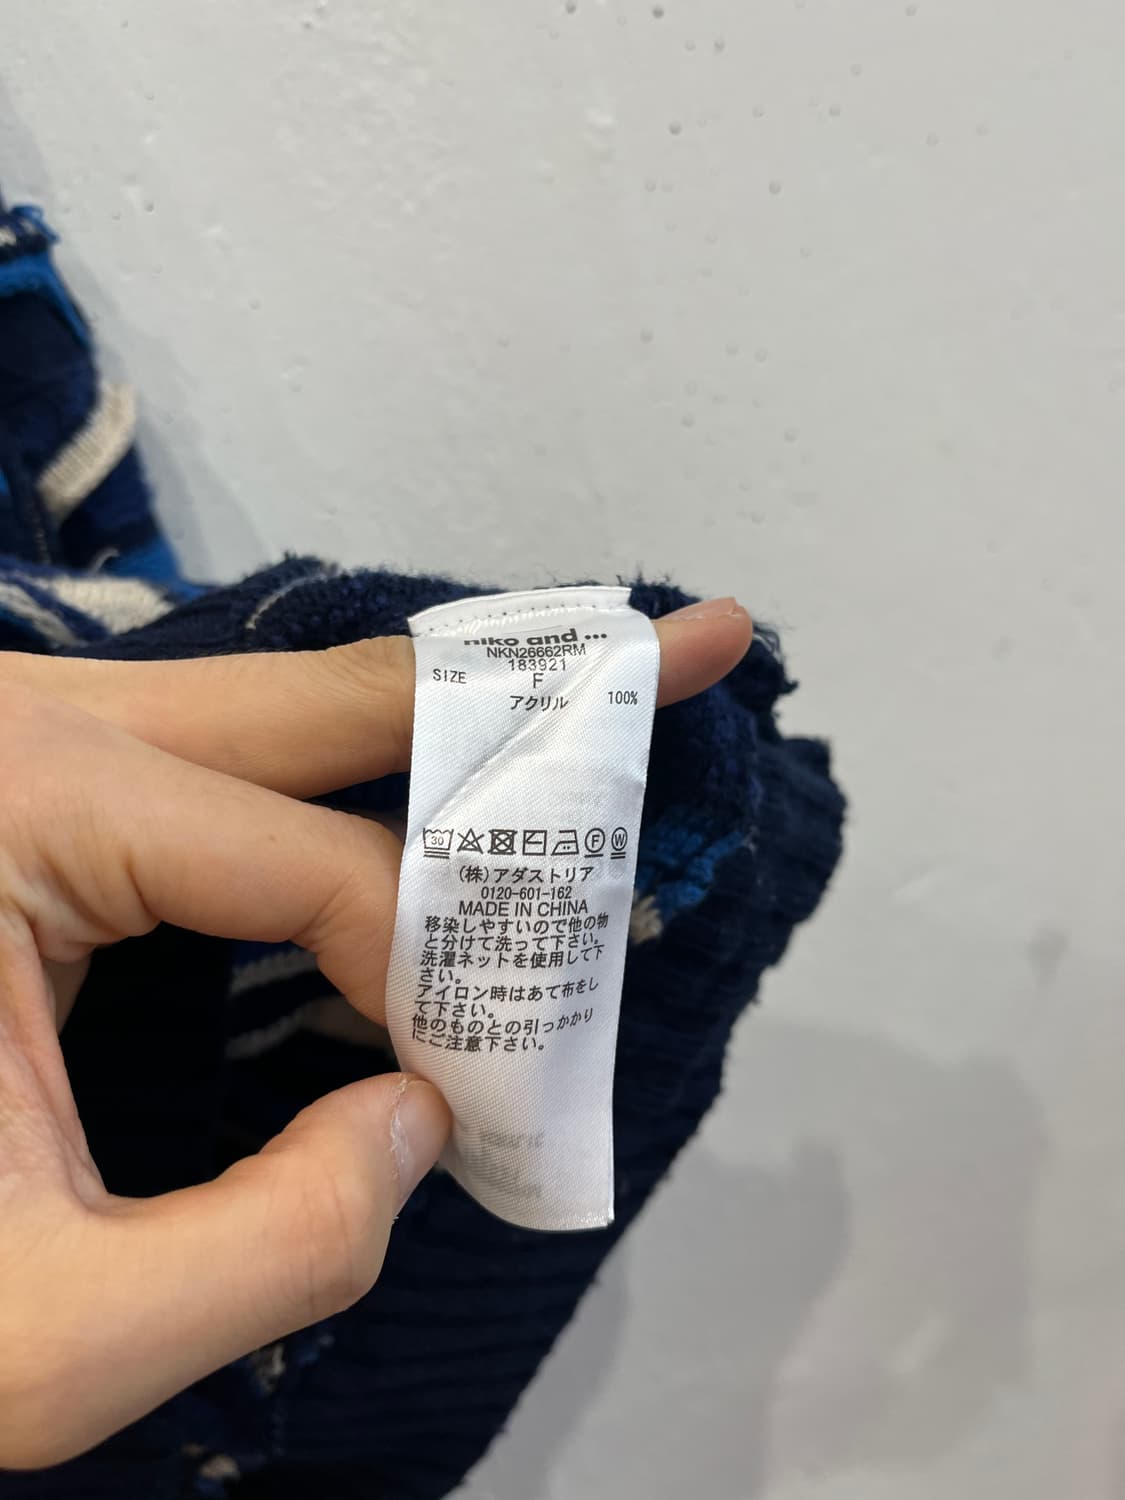 niko and ...
NKN26662RM
183921
SIZE F
アクリル 100%
30 F W
(株)アダストリア
0120-601-162
MADE IN CHINA
移染しやすいので他の物
と分けて洗って下さい。
洗濯ネットを使用して下
さい。
アイロン時はあて布をし
て下さい。
他のものとの引っかかり
にご注意下さい。